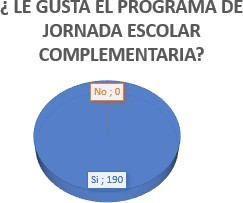 ¿ LE GUSTA EL PROGRAMA DE
JORNADA ESCOLAR
COMPLEMENTARIA?
No ; 0
Si ; 190